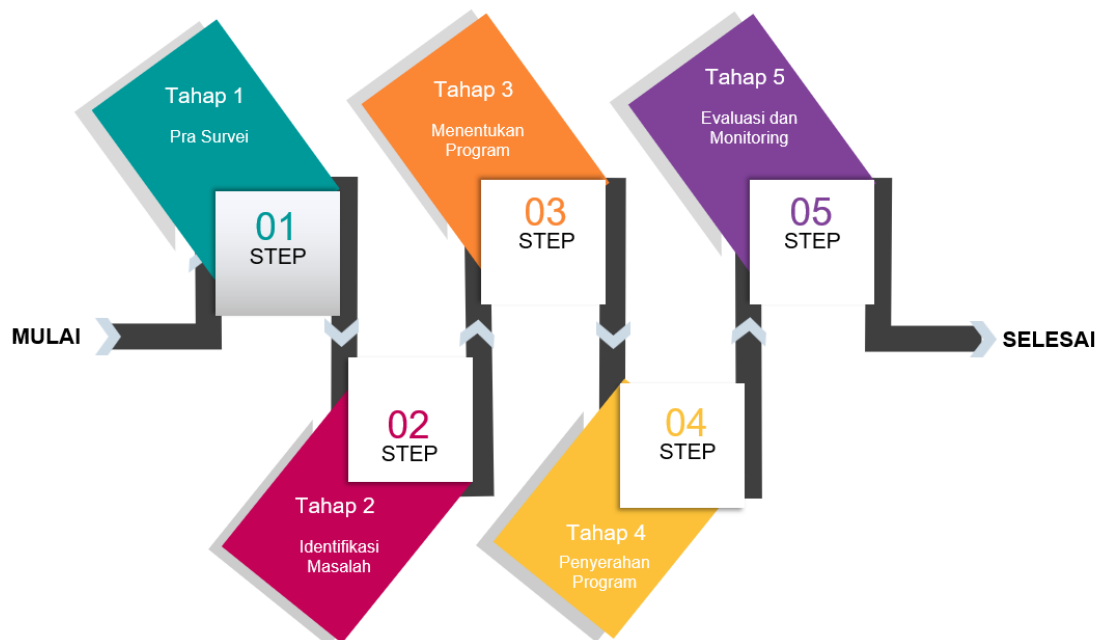 MULAI
Tahap 1
Pra Survei
01
STEP
Tahap 2
Identifikasi
Masalah
02
STEP
Tahap 3
Menentukan
Program
03
STEP
Tahap 4
Penyerahan
Program
04
STEP
Tahap 5
Evaluasi dan
Monitoring
05
STEP
SELESAI